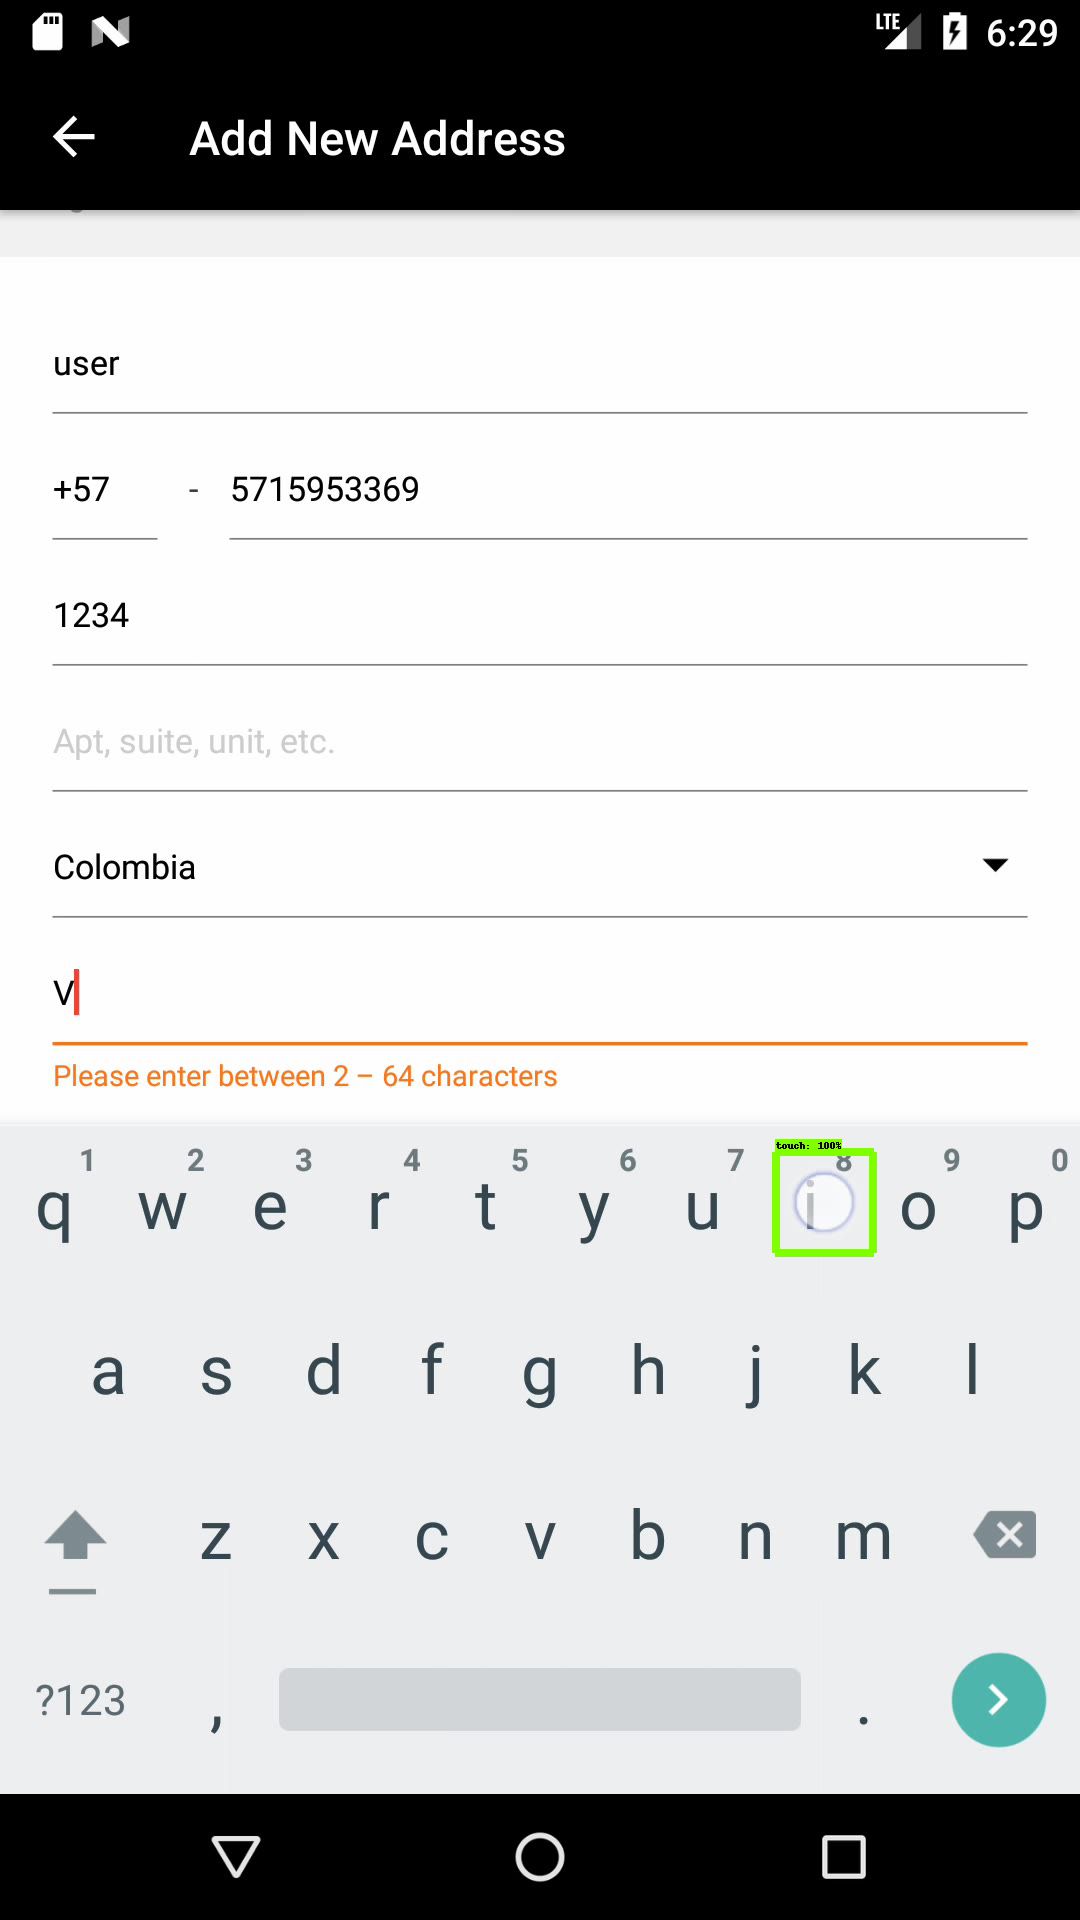 LTE 6:29
Add New Address
user
+57 - 5715953369
1234
Apt, suite, unit, etc.
Colombia
V
Please enter between 2 – 64 characters
touch: 100%
1 2 3 4 5 6 7 8 9 0
q w e r t y u i o p
a s d f g h j k l
z x c v b n m
?123 , .